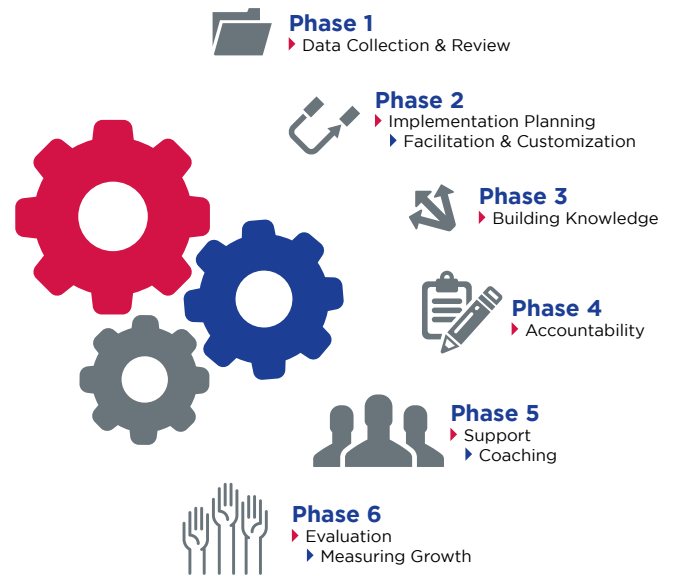 Phase 1
Data Collection & Review
Phase 2
Implementation Planning
Facilitation & Customization
Phase 3
Building Knowledge
Phase 4
Accountability
Phase 5
Support
Coaching
Phase 6
Evaluation
Measuring Growth